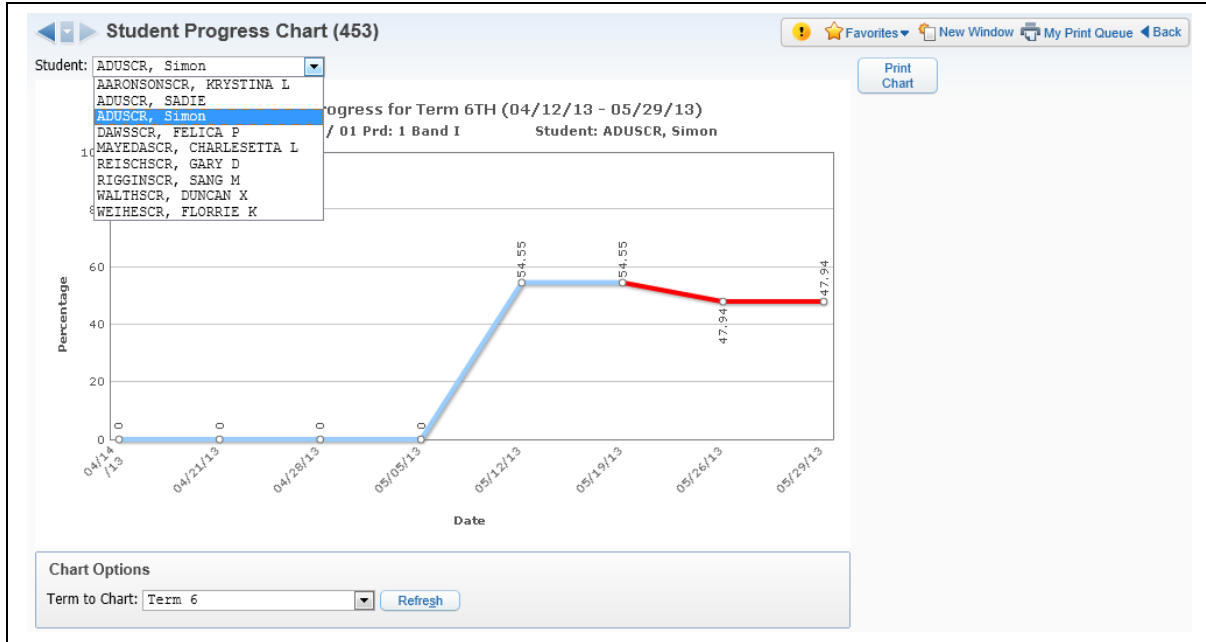 Student Progress Chart (453)
Favorites New Window My Print Queue Back
Student: ADUSCR, Simon
Print
Chart
AARONSONSCR, KRYSTINA L
ADUSCR, SADIE
ADUSCR, Simon
DAWSSCR, FELICA P
MAYEDASCR, CHARLESETTA L
REISCHSCR, GARY D
RIGGINSCR, SANG M
WALTHSCR, DUNCAN X
WEIHESCR, FLORRIE K
rogress for Term 6TH (04/12/13 - 05/29/13)
/ 01 Prd: 1 Band I Student: ADUSCR, Simon
Percentage
60
40
20
0
0 0 0 0 54.55 54.55 47.94 47.94
04/14/13 04/21/13 04/28/13 05/05/13 05/12/13 05/19/13 05/26/13 05/29/13
Date
Chart Options
Term to Chart: Term 6 Refresh